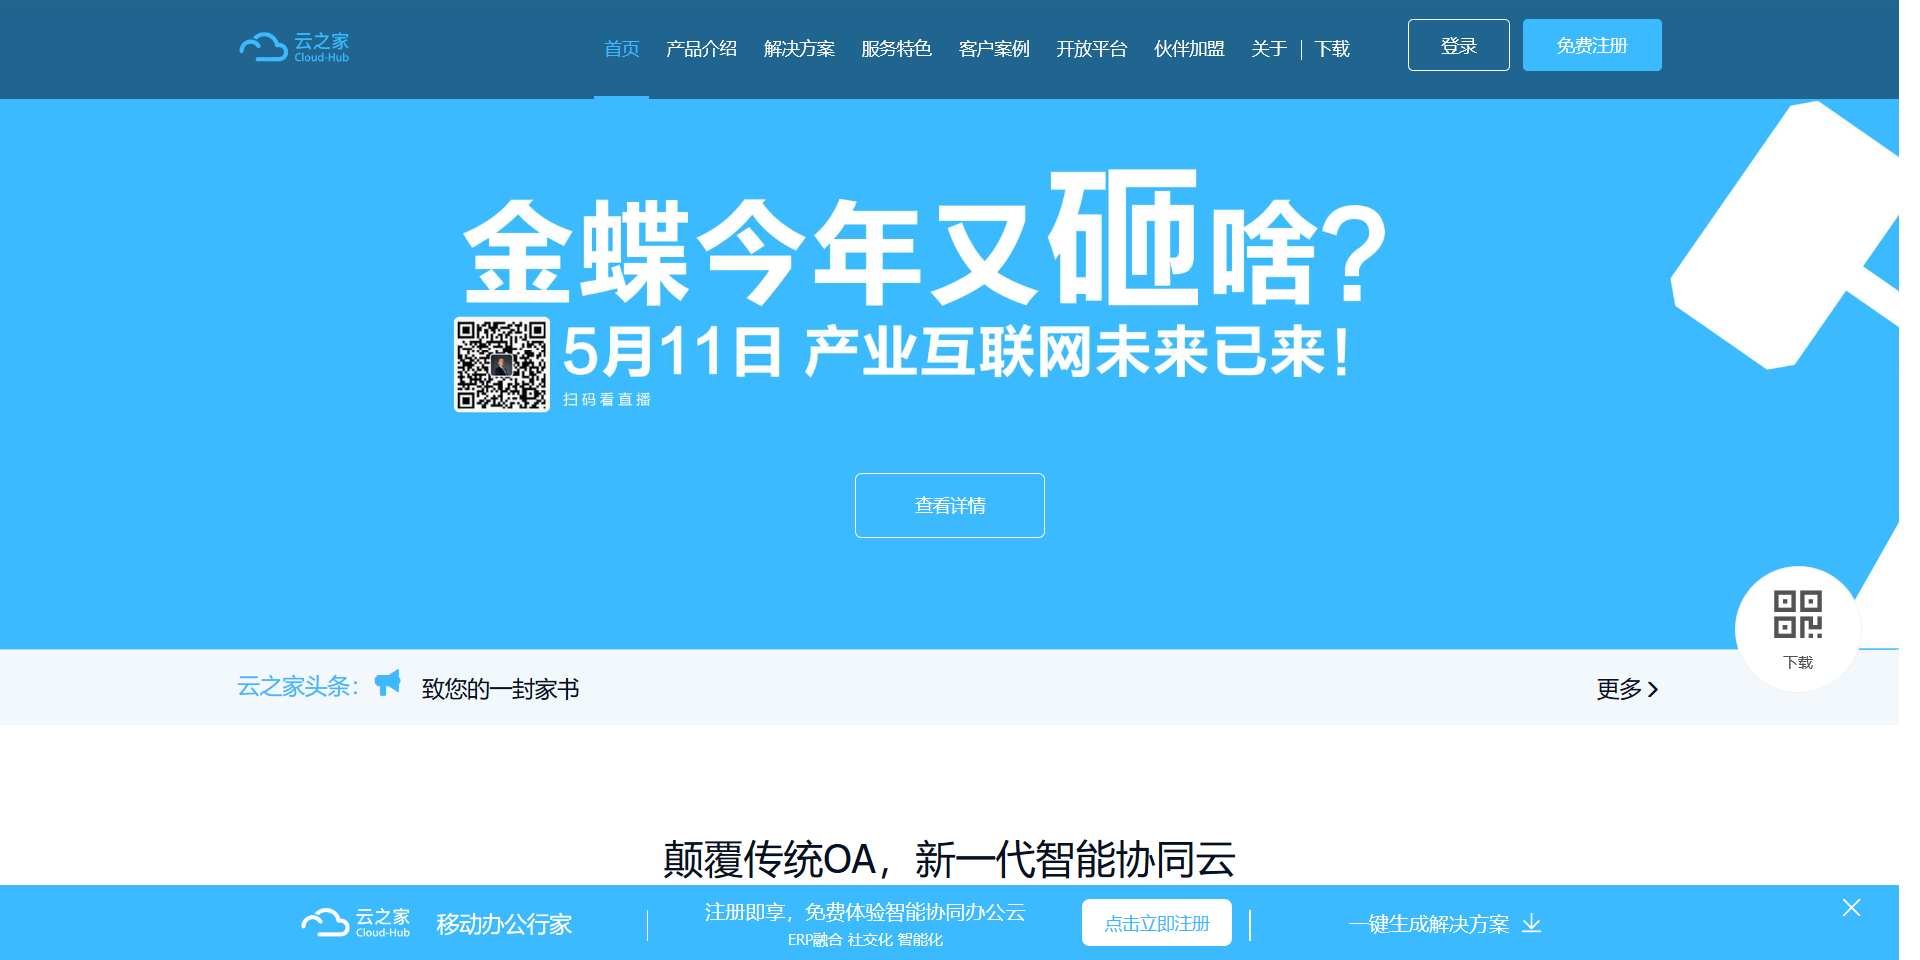 云之家
Cloud-Hub
首页 产品介绍 解决方案 服务特色 客户案例 开放平台 伙伴加盟 关于 | 下载
登录
免费注册
金蝶今年又砸啥?
5月11日 产业互联网未来已来!
扫码看直播
查看详情
下载
云之家头条：
致您的一封家书
更多
颠覆传统OA，新一代智能协同云
云之家
Cloud-Hub
移动办公行家
注册即享，免费体验智能协同办公云
ERP融合 社交化 智能化
点击立即注册
一键生成解决方案